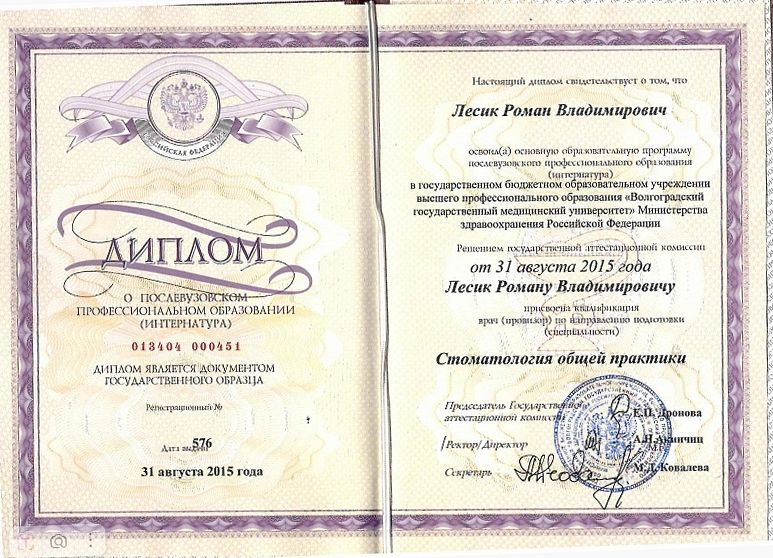 РОССИЙСКАЯ ФЕДЕРАЦИЯ
ДИПЛОМ
О ПОСЛЕВУЗОВСКОМ
ПРОФЕССИОНАЛЬНОМ ОБРАЗОВАНИИ
(ИНТЕРНАТУРА)
013404 000451
ДИПЛОМ ЯВЛЯЕТСЯ ДОКУМЕНТОМ
ГОСУДАРСТВЕННОГО ОБРАЗЦА
Регистрационный №
576
Дата выдачи
31 августа 2015 года
Настоящий диплом свидетельствует о том, что
Лесик Роман Владимирович
освоил(а) основную образовательную программу
послевузовского профессионального образования
(интернатура)
в государственном бюджетном образовательном учреждении
высшего профессионального образования «Волгоградский
государственный медицинский университет» Министерства
здравоохранения Российской Федерации
Решением государственной аттестационной комиссии
от 31 августа 2015 года
Лесик Роману Владимировичу
присвоена квалификация
врач (провизор) по направлению подготовки
(специальности)
Стоматология общей практики
Председатель Государственной
аттестационной комиссии Е.П. Дронова
Ректор/Директор
Секретарь М.Д. Ковалева